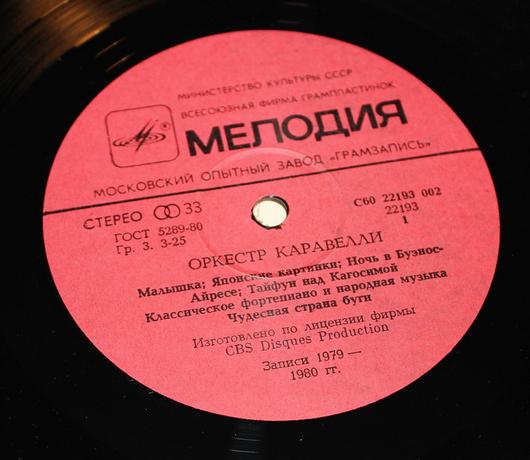 МИНИСТЕРСТВО КУЛЬТУРЫ СССР
ВСЕСОЮЗНАЯ ФИРМА ГРАМПЛАСТИНОК
МЕЛОДИЯ
МОСКОВСКИЙ ОПЫТНЫЙ ЗАВОД «ГРАМЗАПИСЬ»
СТЕРЕО 33
ГОСТ 5289-80
Гр. 3. 3-25
С60 22193 002
22193
1
ОРКЕСТР КАРАВЕЛЛИ
Малышка; Японские картинки; Ночь в Буэнос-
Айресе; Тайфун над Кагосимой
Классическое фортепиано и народная музыка
Чудесная страна буги
Изготовлено по лицензии фирмы
CBS Disques Production
Записи 1979—
1980 гг.